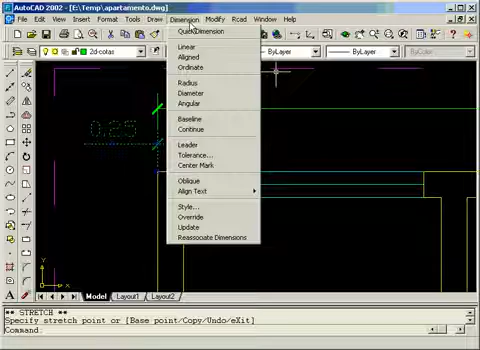 AutoCAD 2002 - [E:\Temp\apartamento.dwg]
File Edit View Insert Format Tools Draw Dimension Modify Rcad Window Help
2d-cotas ByLayer ByLayer
Quick Dimension
Linear
Aligned
Ordinate
Radius
Diameter
Angular
Baseline
Continue
Leader
Tolerance...
Center Mark
Oblique
Align Text
Style...
Override
Update
Reassociate Dimensions
0.25
Y
X
A
Model Layout1 Layout2
** STRETCH **
Specify stretch point or [Base point/Copy/Undo/eXit]:
Command: